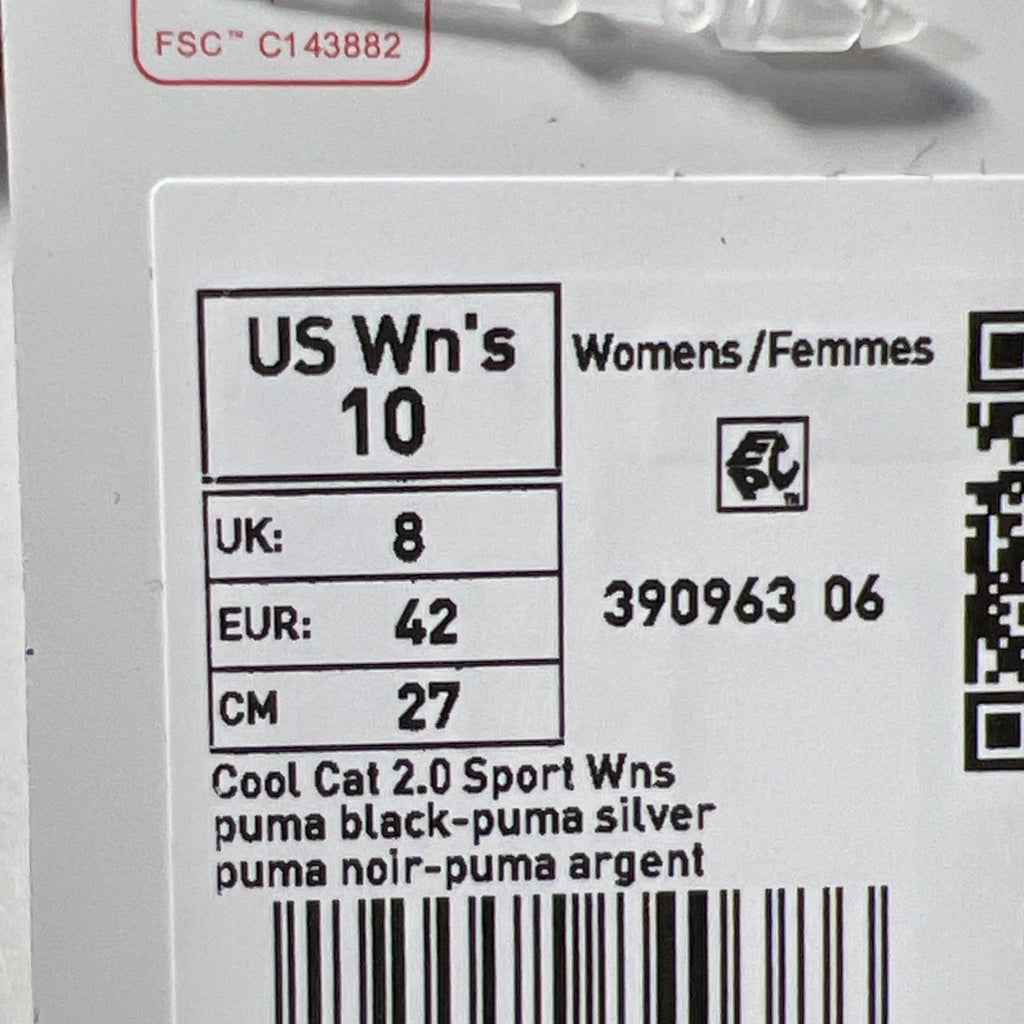 FSC™ C143882
US Wn's
10
Womens/Femmes
UK: 8
EUR: 42
CM 27
390963 06
Cool Cat 2.0 Sport Wns
puma black-puma silver
puma noir-puma argent